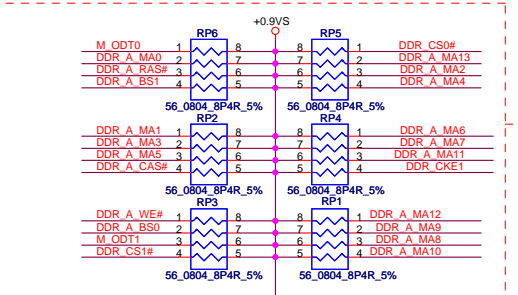 +0.9VS
RP6 RP5
M_ODT0 1 8 8 1 DDR_CS0#
DDR_A_MA0 2 7 7 2 DDR_A_MA13
DDR_A_RAS# 3 6 6 3 DDR_A_MA2
DDR_A_BS1 4 5 5 4 DDR_A_MA4
56_0804_8P4R_5% 56_0804_8P4R_5%
RP2 RP4
DDR_A_MA1 1 8 8 1 DDR_A_MA6
DDR_A_MA3 2 7 7 2 DDR_A_MA7
DDR_A_MA5 3 6 6 3 DDR_A_MA11
DDR_A_CAS# 4 5 5 4 DDR_CKE1
56_0804_8P4R_5% 56_0804_8P4R_5%
RP3 RP1
DDR_A_WE# 1 8 8 1 DDR_A_MA12
DDR_A_BS0 2 7 7 2 DDR_A_MA9
M_ODT1 3 6 6 3 DDR_A_MA8
DDR_CS1# 4 5 5 4 DDR_A_MA10
56_0804_8P4R_5% 56_0804_8P4R_5%